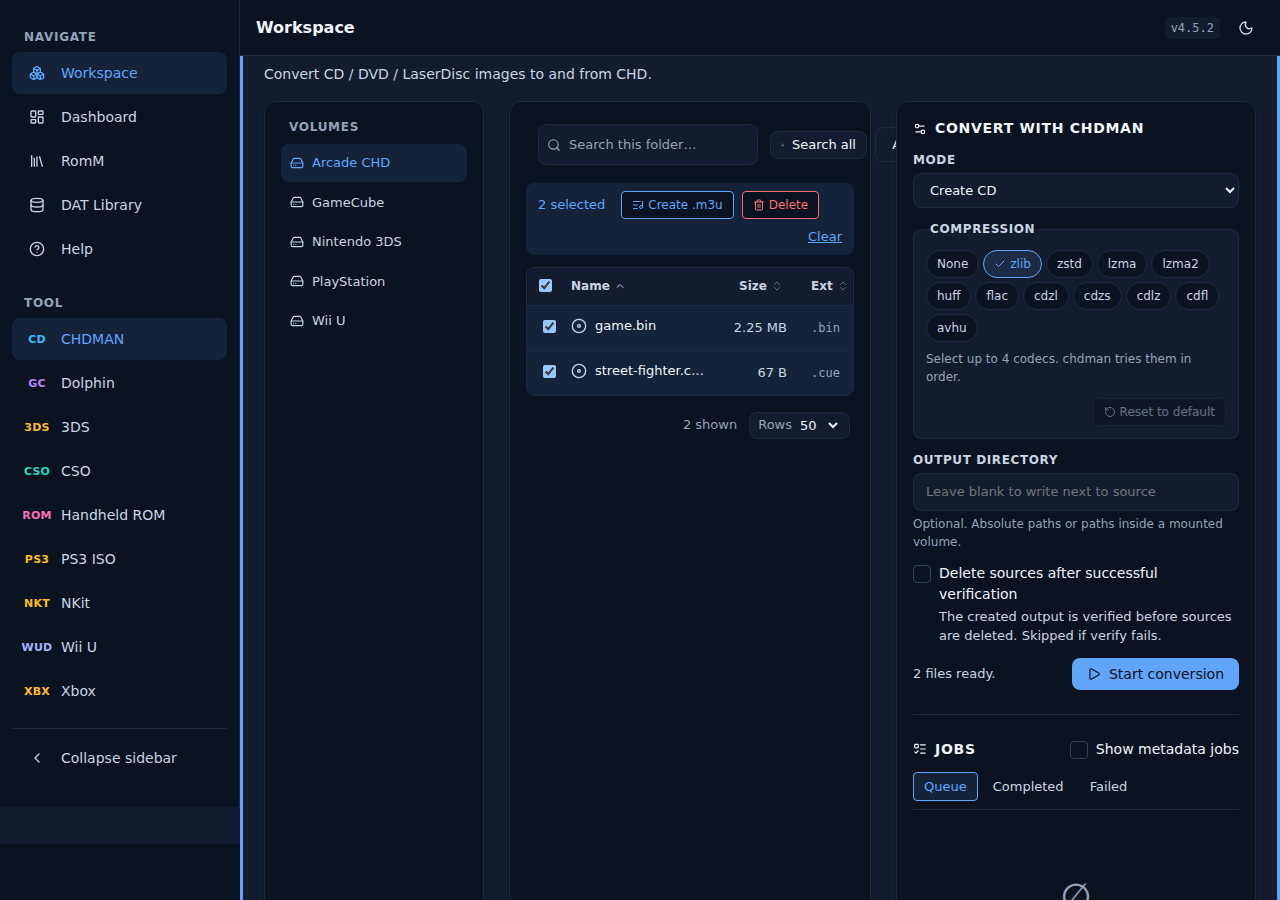 NAVIGATE
Workspace
Dashboard
RomM
DAT Library
Help
TOOL
CD CHDMAN
GC Dolphin
3DS 3DS
CSO CSO
ROM Handheld ROM
PS3 PS3 ISO
NKT NKit
WUD Wii U
XBX Xbox
Collapse sidebar
Workspace
v4.5.2
Convert CD / DVD / LaserDisc images to and from CHD.
VOLUMES
Arcade CHD
GameCube
Nintendo 3DS
PlayStation
Wii U
Search this folder…
Search all
2 selected
Create .m3u
Delete
Clear
Name Size Ext
game.bin 2.25 MB .bin
street-fighter.c… 67 B .cue
2 shown
Rows 50
CONVERT WITH CHDMAN
MODE
Create CD
COMPRESSION
None zlib zstd lzma lzma2
huff flac cdzl cdzs cdlz cdfl
avhu
Select up to 4 codecs. chdman tries them in
order.
Reset to default
OUTPUT DIRECTORY
Leave blank to write next to source
Optional. Absolute paths or paths inside a mounted
volume.
Delete sources after successful
verification
The created output is verified before sources
are deleted. Skipped if verify fails.
2 files ready.
Start conversion
JOBS
Show metadata jobs
Queue Completed Failed